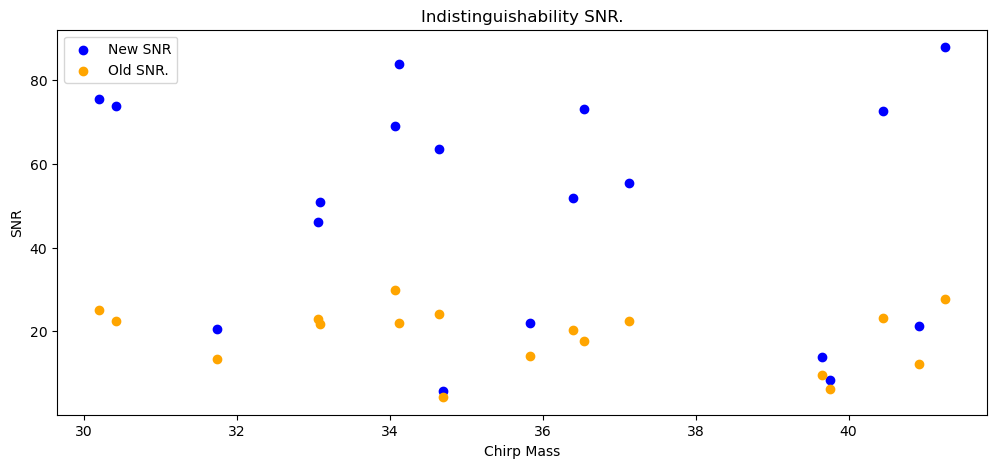 Indistinguishability SNR.
New SNR
Old SNR.
80
60
40
20
SNR
30 32 34 36 38 40
Chirp Mass